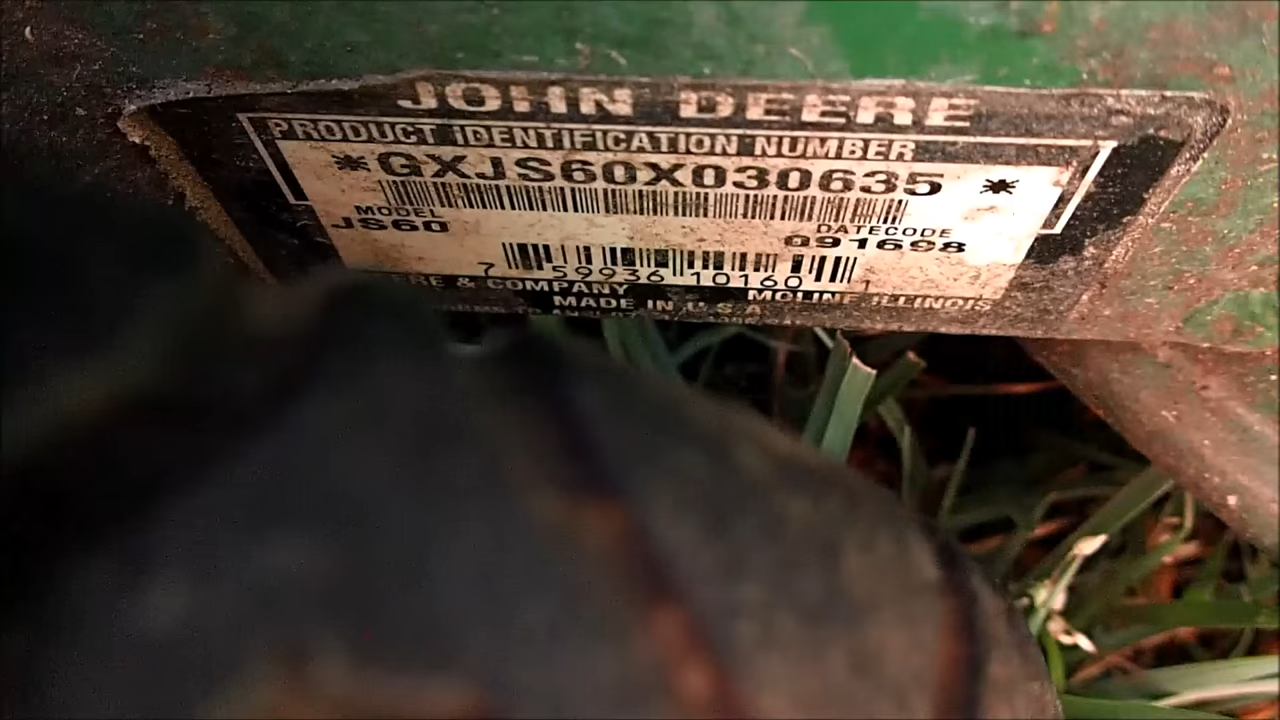 JOHN DEERE
PRODUCT IDENTIFICATION NUMBER
*GXJS60X030635 *
MODEL
JS60
DATECODE
091698
7 59936 10160 1
RE & COMPANY MOLINE ILLINOIS
MADE IN U.S.A